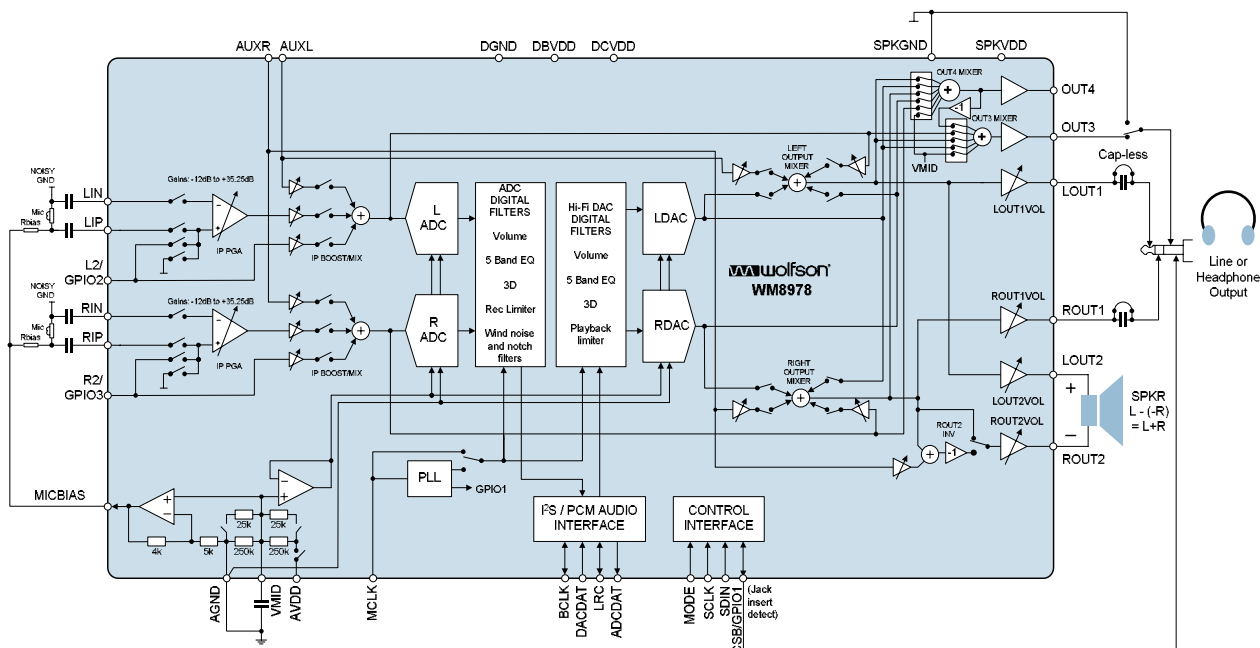 AUXR
AUXL
DGND
DBVDD
DCVDD
SPKGND
SPKVDD
OUT4 MIXER
+
-1
OUT4
OUT3 MIXER
+
OUT3
VMID
NOISY
GND
LIN
Mic
Rbias
LIP
L2/
GPIO2
Gains: -12dB to +35.25dB
-
+
IP PGA
+
IP BOOST/MIX
L
ADC
ADC
DIGITAL
FILTERS
Volume
5 Band EQ
3D
Rec Limiter
Wind noise
and notch
filters
Hi-Fi DAC
DIGITAL
FILTERS
Volume
5 Band EQ
3D
Playback
limiter
LDAC
LEFT
OUTPUT
MIXER
+
LOUT1VOL
Cap-less
LOUT1
Line or
Headphone
Output
wolfson®
WM8978
NOISY
GND
RIN
Mic
Rbias
RIP
R2/
GPIO3
Gains: -12dB to +35.25dB
-
+
IP PGA
+
IP BOOST/MIX
R
ADC
RDAC
RIGHT
OUTPUT
MIXER
+
ROUT1VOL
ROUT1
LOUT2
LOUT2VOL
+
SPKR
L - (-R)
= L+R
–
ROUT2
INV
+
-1
ROUT2VOL
ROUT2
MICBIAS
+
-
-
+
4k
5k
25k
25k
250k
250k
PLL
GPIO1
I²S / PCM AUDIO
INTERFACE
CONTROL
INTERFACE
AGND
VMID
AVDD
MCLK
BCLK
DACDAT
LRC
ADCDAT
MODE
SCLK
SDIN
CSB/GPIO1
(Jack
insert
detect)